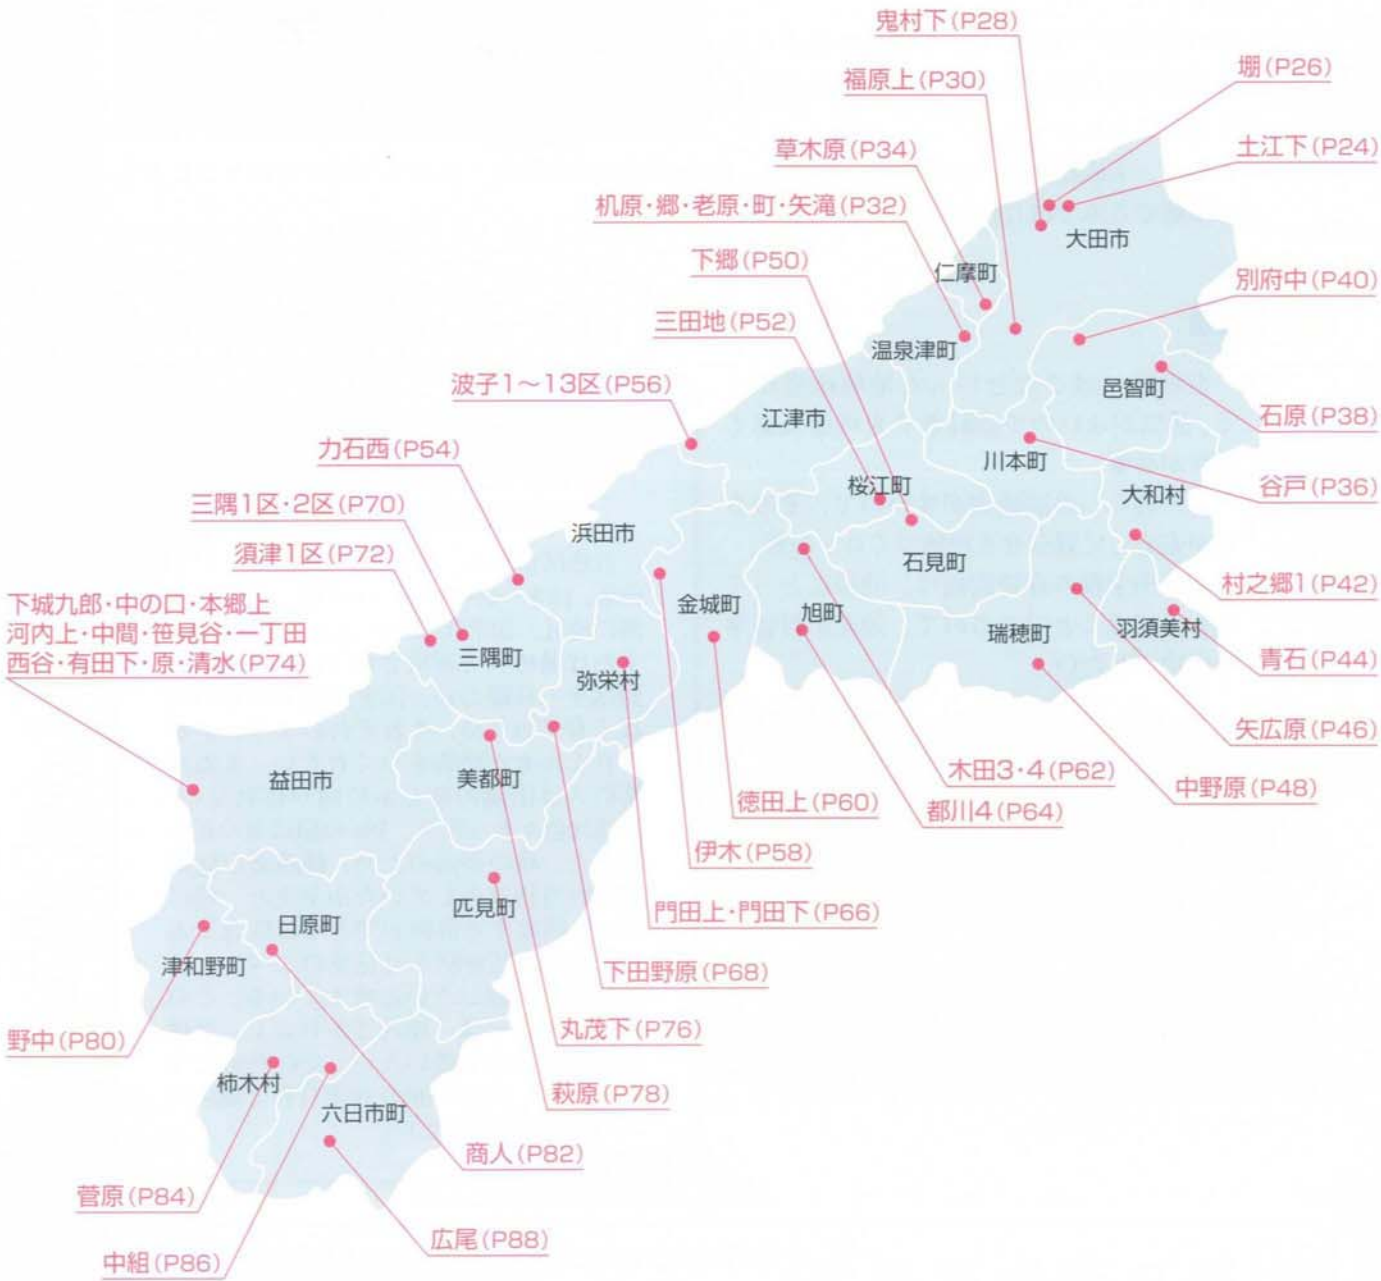 鬼村下(P28)
堋(P26)
福原上(P30)
土江下(P24)
草木原(P34)
机原・郷・老原・町・矢滝(P32)
大田市
下郷(P50)
仁摩町
別府中(P40)
三田地(P52)
温泉津町
波子1〜13区(P56)
邑智町
江津市
石原(P38)
力石西(P54)
川本町
桜江町
谷戸(P36)
大和村
三隅1区・2区(P70)
浜田市
須津1区(P72)
石見町
村之郷1(P42)
下城九郎・中の口・本郷上
河内上・中間・笹見谷・一丁田
西谷・有田下・原・清水(P74)
金城町
旭町
瑞穂町
羽須美村
三隅町
青石(P44)
弥栄村
矢広原(P46)
益田市
美都町
木田3・4(P62)
中野原(P48)
徳田上(P60)
都川4(P64)
伊木(P58)
匹見町
門田上・門田下(P66)
日原町
津和野町
下田野原(P68)
丸茂下(P76)
野中(P80)
柿木村
萩原(P78)
六日市町
商人(P82)
菅原(P84)
広尾(P88)
中組(P86)